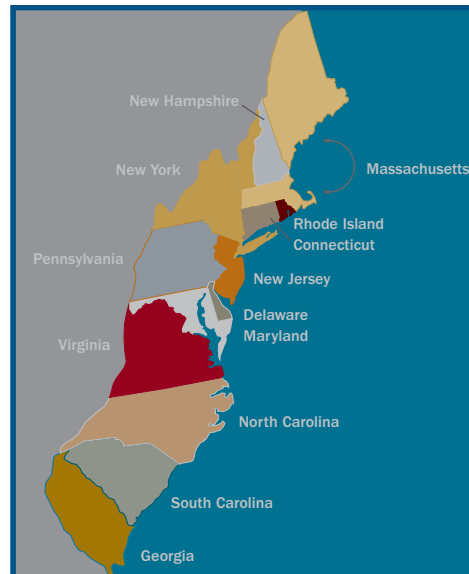 New Hampshire
New York
Massachusetts
Rhode Island
Connecticut
Pennsylvania
New Jersey
Delaware
Maryland
Virginia
North Carolina
South Carolina
Georgia